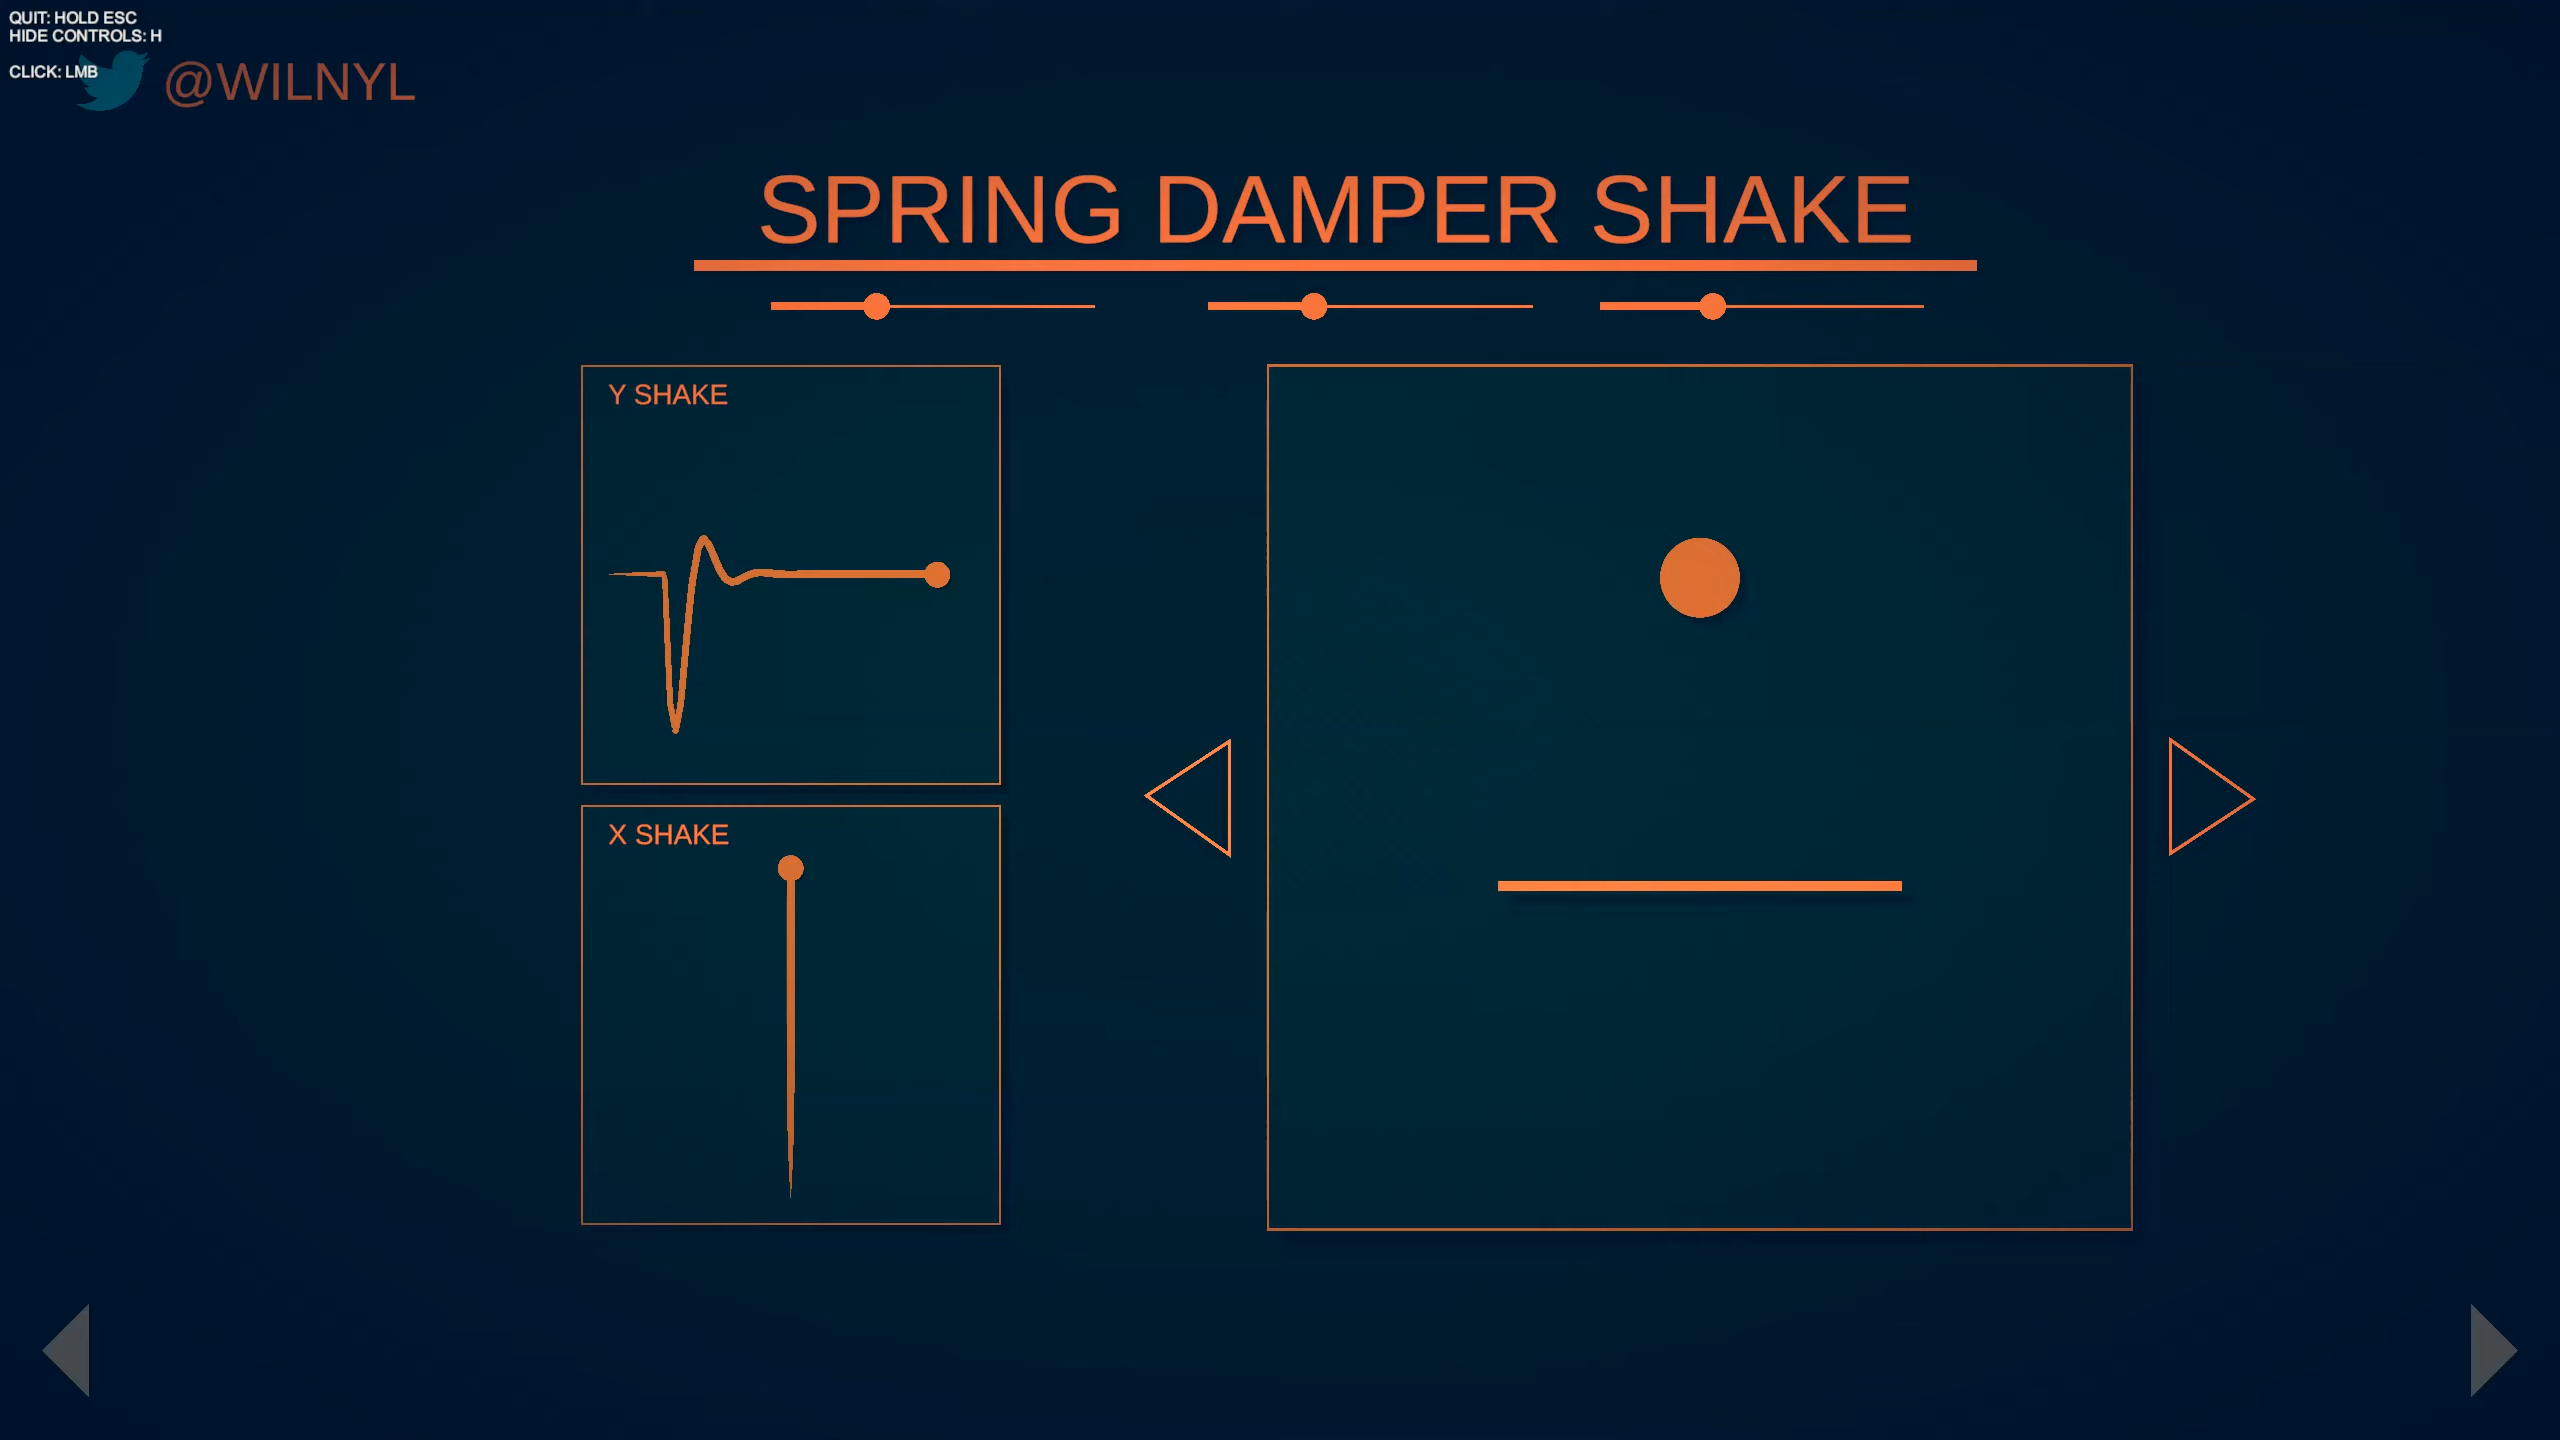 QUIT: HOLD ESC
HIDE CONTROLS: H
CLICK: LMB
@WILNYL
SPRING DAMPER SHAKE
Y SHAKE
X SHAKE